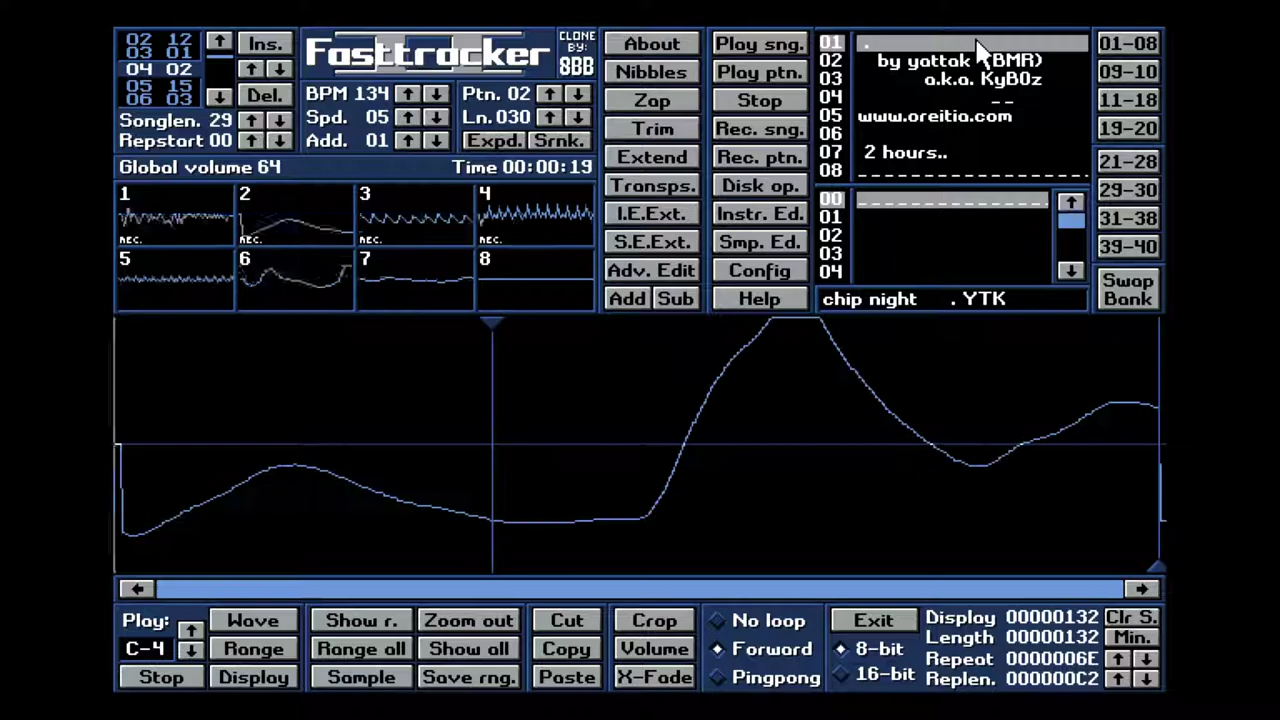 02 12
03 01
04 02
05 15
06 03
Ins.
Del.
Songlen. 29
Repstart 00
Fasttracker
CLONE
BY:
8BB
BPM 134
Spd. 05
Add. 01
Ptn. 02
Ln. 030
Expd.
Srnk.
Global volume 64
Time 00:00:19
1
REC.
2
REC.
3
REC.
4
REC.
5
6
7
8
About
Nibbles
Zap
Trim
Extend
Transps.
I.E.Ext.
S.E.Ext.
Adv. Edit
Add
Sub
Play sng.
Play ptn.
Stop
Rec. sng.
Rec. ptn.
Disk op.
Instr. Ed.
Smp. Ed.
Config
Help
01 .
02 by yattak (BMR)
03 a.k.a. KyB0z
04 --
05 www.oreitia.com
06
07 2 hours..
08 -------------------
00 ----------------
01
02
03
04
chip night . YTK
01-08
09-10
11-18
19-20
21-28
29-30
31-38
39-40
Swap
Bank
Play:
C-4
Stop
Wave
Range
Display
Show r.
Range all
Sample
Zoom out
Show all
Save rng.
Cut
Copy
Paste
Crop
Volume
X-Fade
No loop
Forward
Pingpong
Exit
8-bit
16-bit
Display 00000132
Length 00000132
Repeat 0000006E
Replen. 000000C2
Clr S.
Min.